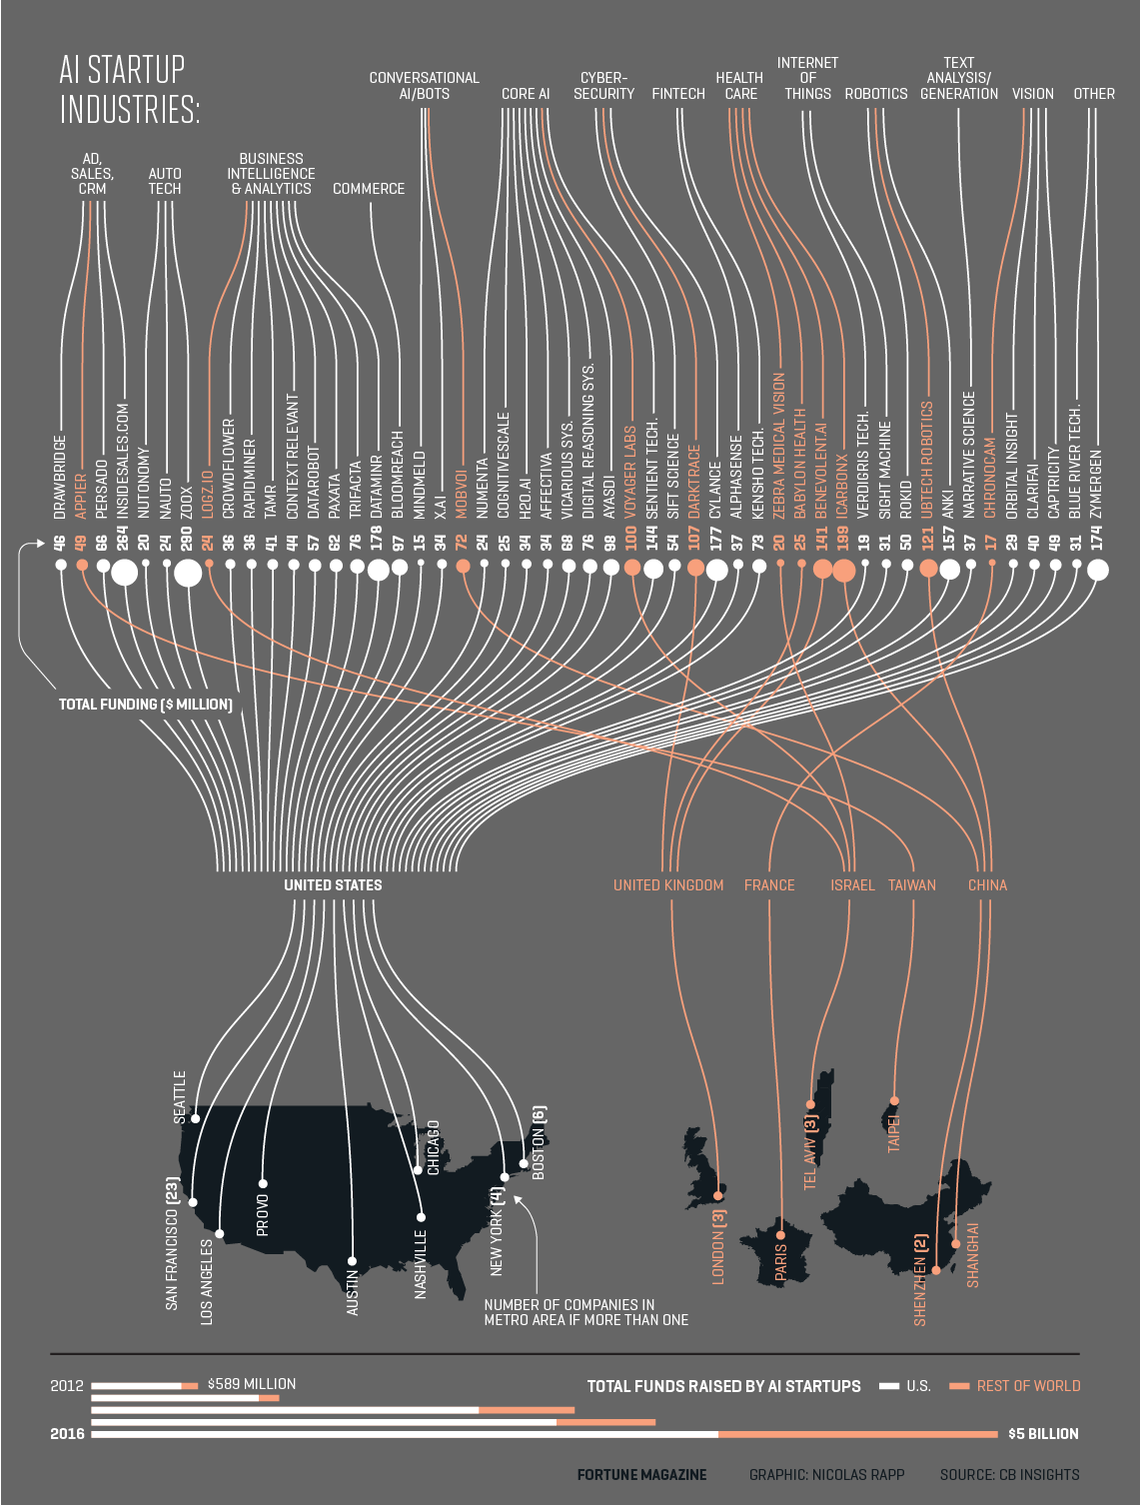 AI STARTUP
INDUSTRIES:
AD,
SALES,
CRM
AUTO
TECH
BUSINESS
INTELLIGENCE
& ANALYTICS
COMMERCE
CONVERSATIONAL
AI/BOTS
CORE AI
CYBER-
SECURITY
FINTECH
HEALTH
CARE
INTERNET
OF
THINGS
ROBOTICS
TEXT
ANALYSIS/
GENERATION
VISION
OTHER
DRAWBRIDGE 46
APPIER 49
PERSADO 66
INSIDESALES.COM 264
NUTONOMY 20
NAUTO 24
ZOOX 290
LOGZ.IO 24
CROWDFLOWER 36
RAPIDMINER 36
TAMR 41
CONTEXT RELEVANT 44
DATAROBOT 57
PAXATA 62
TRIFACTA 76
DATAMINR 178
BLOOMREACH 97
MINDMELD 15
X.AI 34
MOBVOI 72
NUMENTA 24
COGNITIVESCALE 25
H2O.AI 34
AFFECTIVA 34
VICARIOUS SYS. 68
DIGITAL REASONING SYS. 76
AYASDI 98
VOYAGER LABS 100
SENTIENT TECH. 144
SIFT SCIENCE 54
DARKTRACE 107
CYLANCE 177
ALPHASENSE 37
KENSHO TECH. 73
ZEBRA MEDICAL VISION 20
BABYLON HEALTH 25
BENEVOLENT.AI 141
ICARBONX 199
VERDIGRIS TECH. 19
SIGHT MACHINE 31
ROKID 50
UBTECH ROBOTICS 121
ANKI 157
NARRATIVE SCIENCE 37
CHRONOCAM 17
ORBITAL INSIGHT 29
CLARIFAI 40
CAPTRICITY 49
BLUE RIVER TECH. 31
ZYMERGEN 174
TOTAL FUNDING ($ MILLION)
UNITED STATES
UNITED KINGDOM
FRANCE
ISRAEL
TAIWAN
CHINA
SEATTLE
SAN FRANCISCO (23)
LOS ANGELES
PROVO
AUSTIN
NASHVILLE
CHICAGO
NEW YORK (4)
BOSTON (6)
NUMBER OF COMPANIES IN
METRO AREA IF MORE THAN ONE
LONDON (3)
PARIS
TEL AVIV (3)
TAIPEI
SHENZHEN (2)
SHANGHAI
2012
$589 MILLION
TOTAL FUNDS RAISED BY AI STARTUPS
U.S.
REST OF WORLD
2016
$5 BILLION
FORTUNE MAGAZINE
GRAPHIC: NICOLAS RAPP
SOURCE: CB INSIGHTS